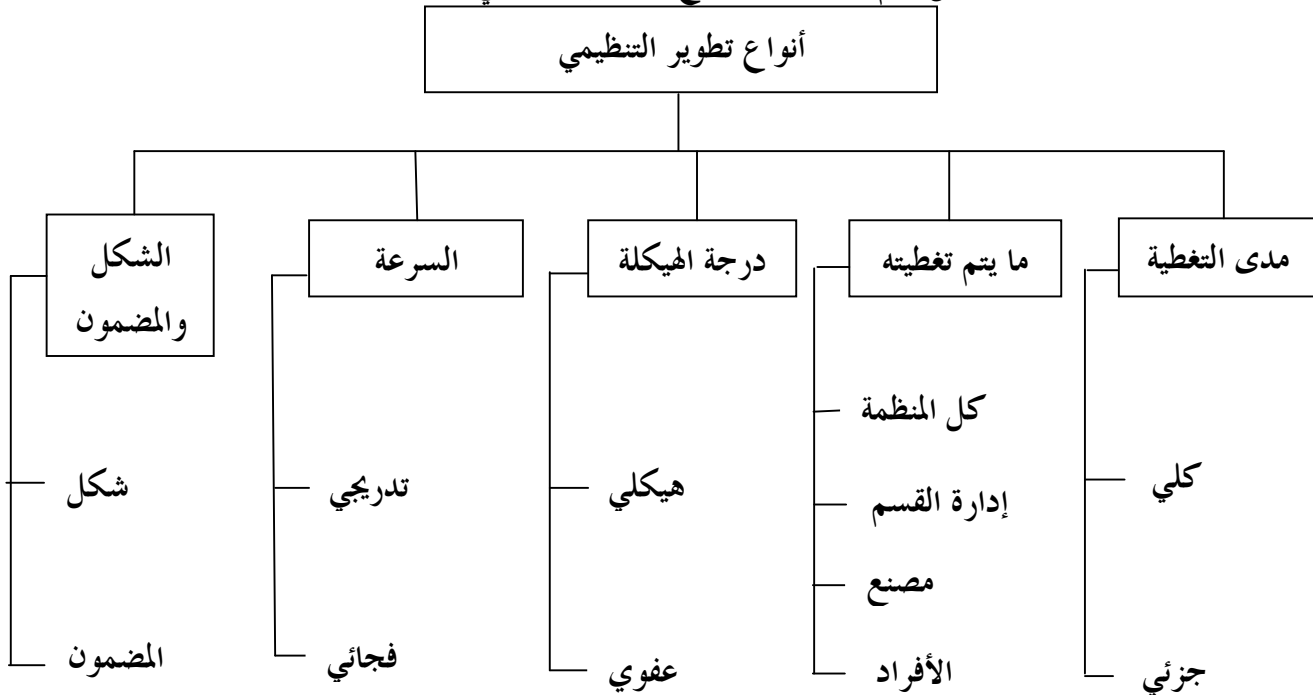 أنواع تطوير التنظيمي
مدى التغطية
ما يتم تغطيته
درجة الهيكلة
السرعة
الشكل
والمضمون
كلي
جزئي
كل المنظمة
إدارة القسم
مصنع
الأفراد
هيكلي
عفوي
تدريجي
فجائي
شكل
المضمون